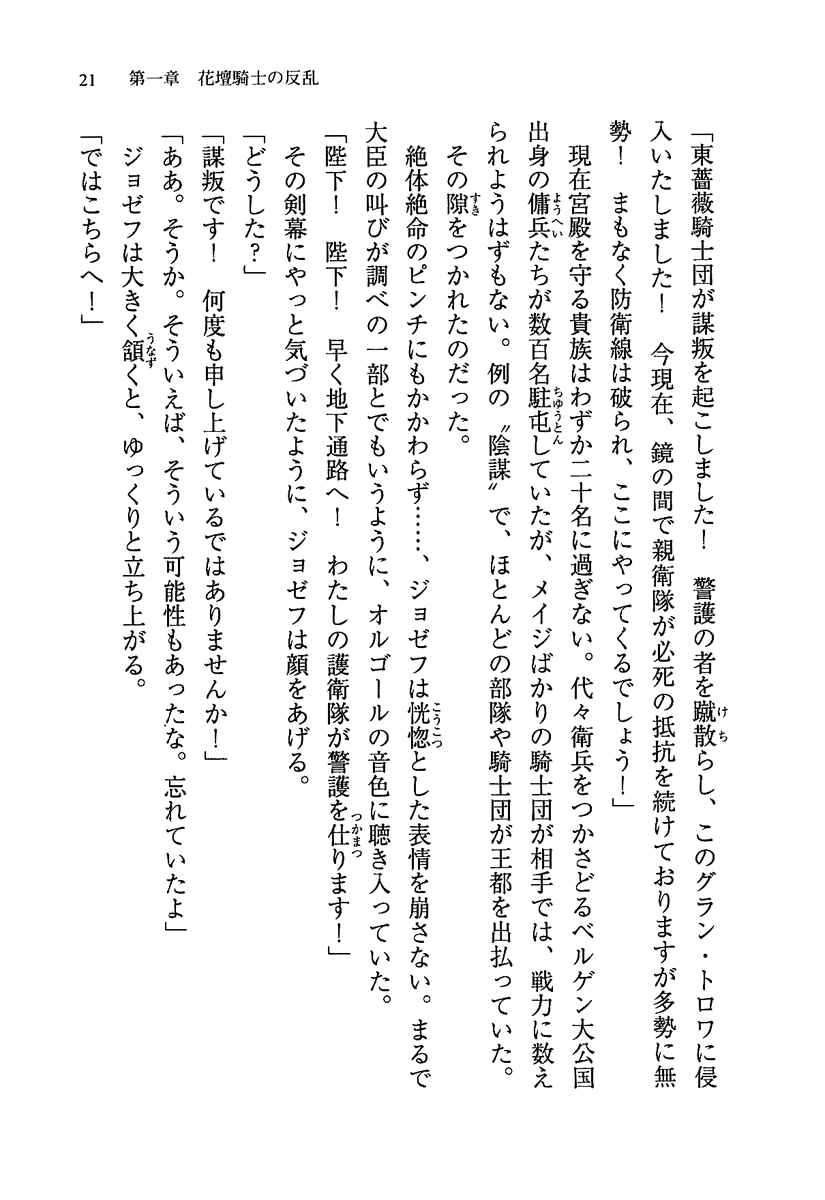 21　第一章　花壇騎士の反乱
「東薔薇騎士団が謀叛を起こしました！　警護の者を蹴散らし、このグラン・トロワに侵
入いたしました！　今現在、鏡の間で親衛隊が必死の抵抗を続けておりますが多勢に無
勢！　まもなく防衛線は破られ、ここにやってくるでしょう！」
　現在宮殿を守る貴族はわずか二十名に過ぎない。代々衛兵をつかさどるベルゲン大公国
出身の傭兵たちが数百名駐屯していたが、メイジばかりの騎士団が相手では、戦力に数え
られようはずもない。例の〝陰謀〟で、ほとんどの部隊や騎士団が王都を出払っていた。
　その隙をつかれたのだった。
　絶体絶命のピンチにもかかわらず……、ジョゼフは恍惚とした表情を崩さない。まるで
大臣の叫びが調べの一部とでもいうように、オルゴールの音色に聴き入っていた。
「陛下！　陛下！　早く地下通路へ！　わたしの護衛隊が警護を仕ります！」
　その剣幕にやっと気づいたように、ジョゼフは顔をあげる。
「どうした？」
「謀叛です！　何度も申し上げているではありませんか！」
「ああ。そうか。そういえば、そういう可能性もあったな。忘れていたよ」
　ジョゼフは大きく頷くと、ゆっくりと立ち上がる。
「ではこちらへ！」